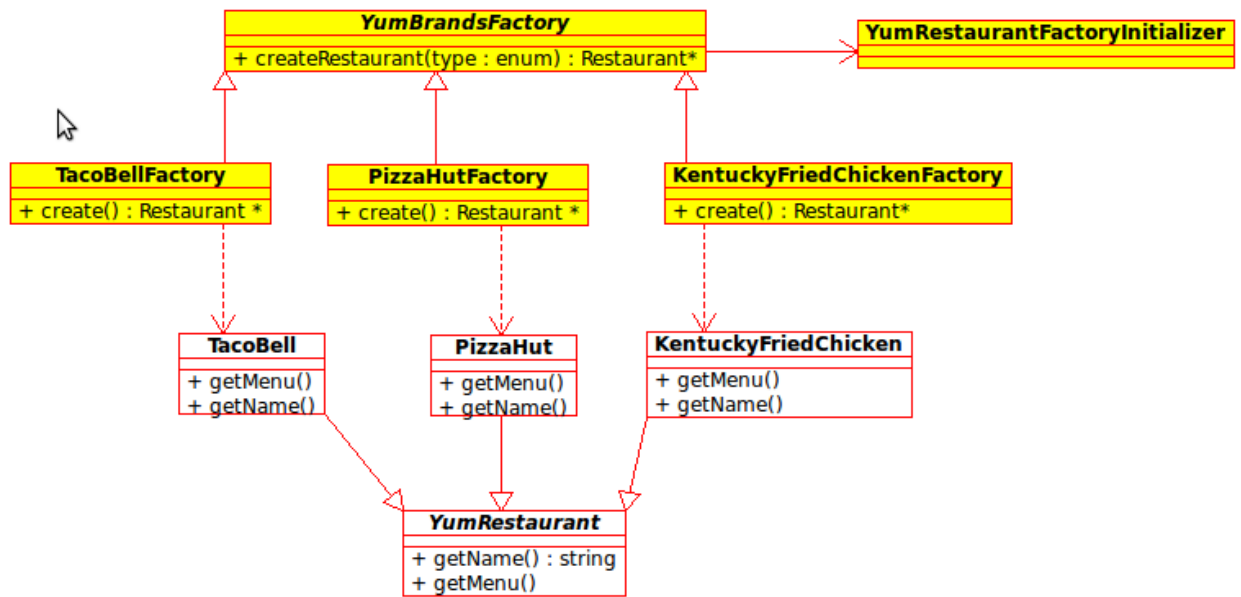 YumBrandsFactory
+ createRestaurant(type : enum) : Restaurant*
YumRestaurantFactoryInitializer
TacoBellFactory
+ create() : Restaurant *
PizzaHutFactory
+ create() : Restaurant *
KentuckyFriedChickenFactory
+ create() : Restaurant*
TacoBell
+ getMenu()
+ getName()
PizzaHut
+ getMenu()
+ getName()
KentuckyFriedChicken
+ getMenu()
+ getName()
YumRestaurant
+ getName() : string
+ getMenu()